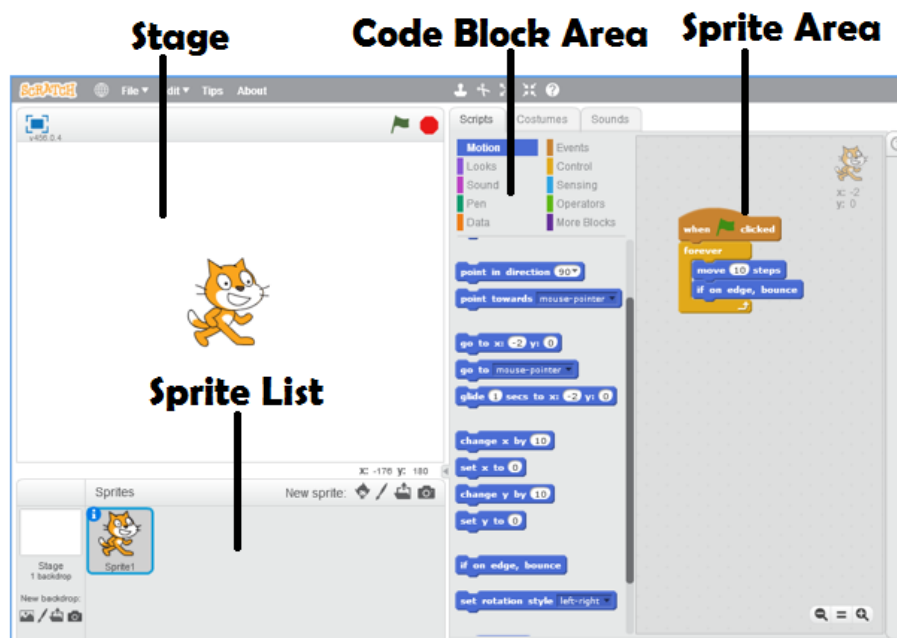 Stage
Code Block Area
Sprite Area
SCRATCH
File
dit
Tips
About
v456.0.4
Scripts
Costumes
Sounds
Motion
Events
Looks
Control
Sound
Sensing
Pen
Operators
Data
More Blocks
point in direction 90
point towards mouse-pointer
go to x: -2 y: 0
go to mouse-pointer
glide 1 secs to x: -2 y: 0
change x by 10
set x to 0
change y by 10
set y to 0
if on edge, bounce
set rotation style left-right
x: -2
y: 0
when clicked
forever
move 10 steps
if on edge, bounce
Sprite List
x: -176 y: 180
Sprites
New sprite:
Sprite1
Stage
1 backdrop
New backdrop: